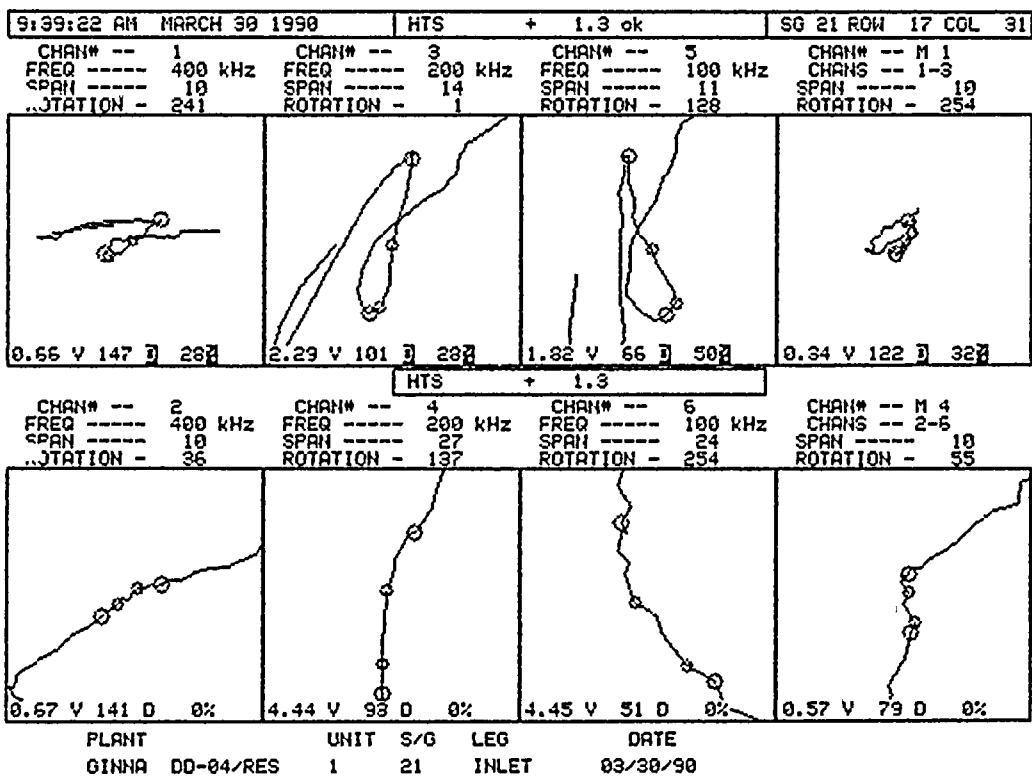 9:39:22 AM MARCH 30 1990 HTS + 1.3 ok SG 21 ROW 17 COL 31
CHAN# -- 1 CHAN# -- 3 CHAN# -- 5 CHAN# -- M 1
FREQ ----- 400 kHz FREQ ----- 200 kHz FREQ ----- 100 kHz CHANS -- 1-3
SPAN ----- 10 SPAN ----- 14 SPAN ----- 11 SPAN ----- 10
..OTATION - 241 ROTATION - 1 ROTATION - 128 ROTATION - 254
0.66 V 147 D 28% 2.29 V 101 D 28% 1.82 V 66 D 50% 0.34 V 122 D 32%
HTS + 1.3
CHAN# -- 2 CHAN# -- 4 CHAN# -- 6 CHAN# -- M 4
FREQ ----- 400 kHz FREQ ----- 200 kHz FREQ ----- 100 kHz CHANS -- 2-6
SPAN ----- 10 SPAN ----- 27 SPAN ----- 24 SPAN ----- 10
..OTATION - 36 ROTATION - 137 ROTATION - 254 ROTATION - 55
0.67 V 141 D 0% 4.44 V 93 D 0% 4.45 V 51 D 0% 0.57 V 79 D 0%
PLANT UNIT S/G LEG DATE
GINNA DD-04/RES 1 21 INLET 03/30/90